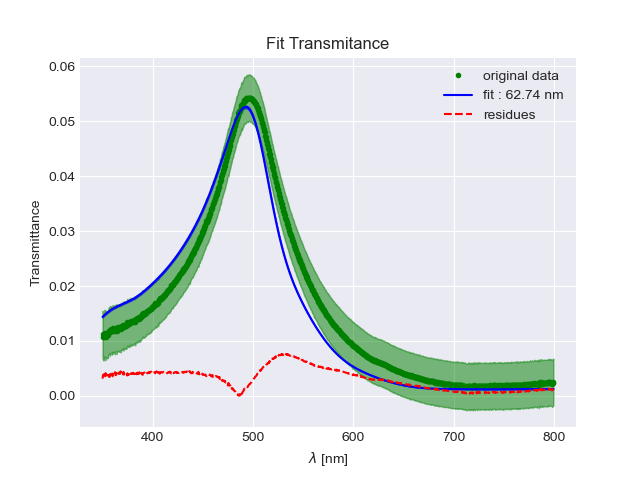 Fit Transmitance
0.06
0.05
0.04
0.03
0.02
0.01
0.00
Transmittance
original data
fit : 62.74 nm
residues
400
500
600
700
800
λ [nm]